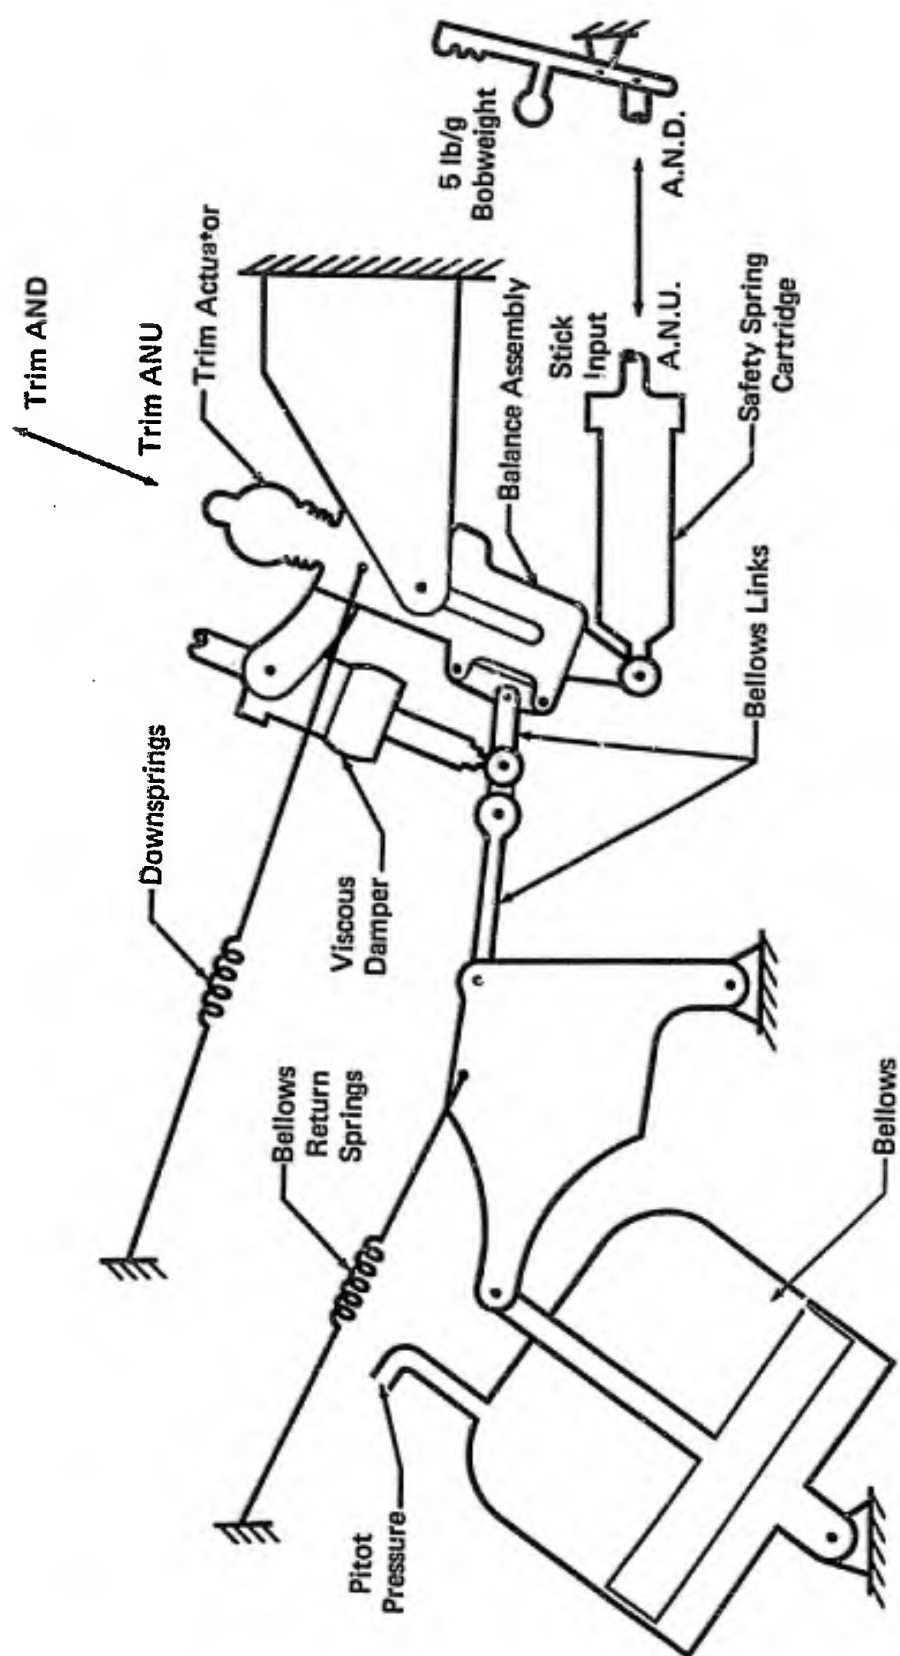 Trim AND
Trim ANU
Trim Actuator
5 lb/g
Bobweight
A.N.D.
A.N.U.
Stick
Input
Balance Assembly
Safety Spring
Cartridge
Downsprings
Viscous
Damper
Bellows Links
Bellows
Return
Springs
Pitot
Pressure
Bellows